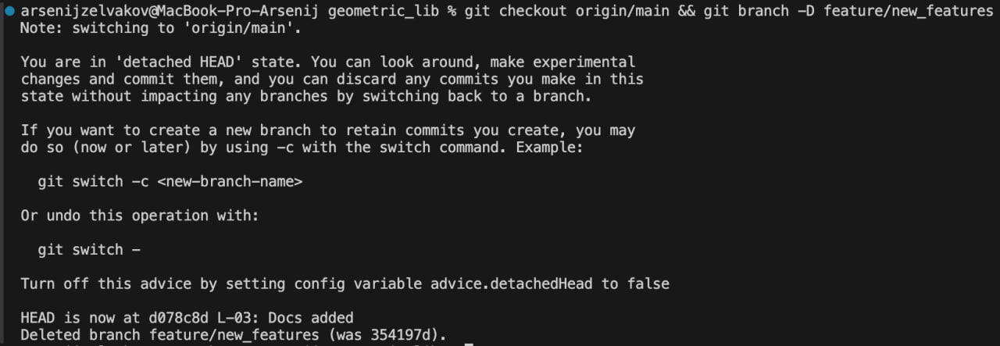 arsenijzelvakov@MacBook-Pro-Arsenij geometric_lib % git checkout origin/main && git branch -D feature/new_features
Note: switching to 'origin/main'.
You are in 'detached HEAD' state. You can look around, make experimental
changes and commit them, and you can discard any commits you make in this
state without impacting any branches by switching back to a branch.
If you want to create a new branch to retain commits you create, you may
do so (now or later) by using -c with the switch command. Example:
git switch -c <new-branch-name>
Or undo this operation with:
git switch -
Turn off this advice by setting config variable advice.detachedHead to false
HEAD is now at d078c8d L-03: Docs added
Deleted branch feature/new_features (was 354197d).